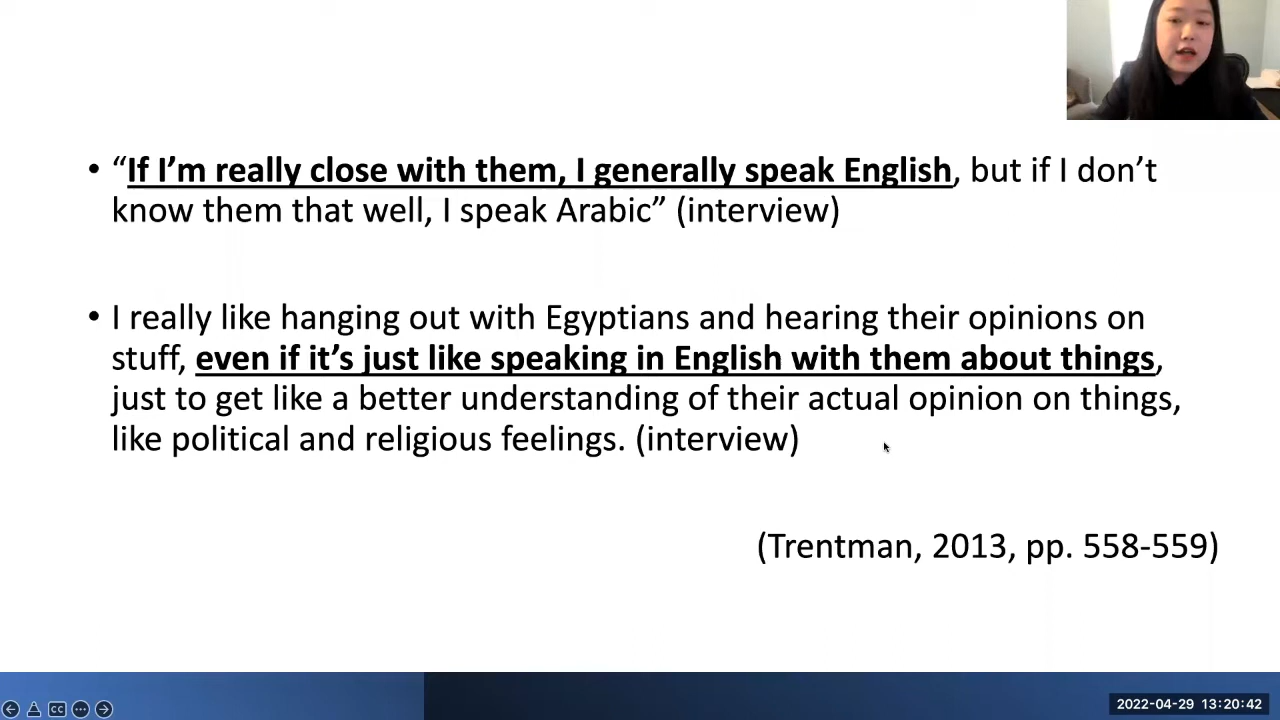 • “If I’m really close with them, I generally speak English, but if I don’t
know them that well, I speak Arabic” (interview)
• I really like hanging out with Egyptians and hearing their opinions on
stuff, even if it’s just like speaking in English with them about things,
just to get like a better understanding of their actual opinion on things,
like political and religious feelings. (interview)
(Trentman, 2013, pp. 558-559)
CC
2022-04-29 13:20:42